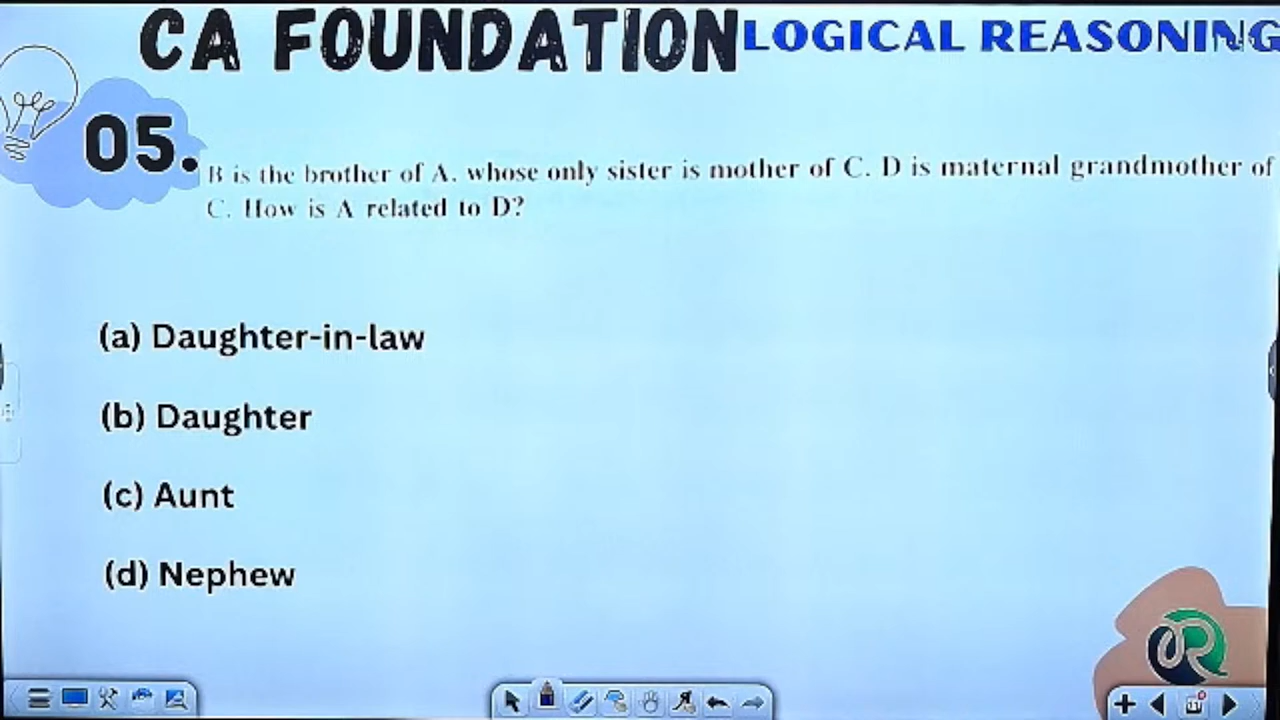 CA FOUNDATION LOGICAL REASONING
05.
B is the brother of A. whose only sister is mother of C. D is maternal grandmother of
C. How is A related to D?
(a) Daughter-in-law
(b) Daughter
(c) Aunt
(d) Nephew